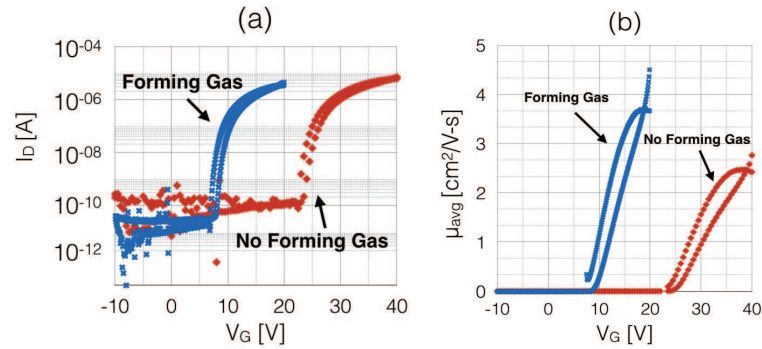 (a)
10-04
10-06
10-08
10-10
10-12
ID [A]
Forming Gas
No Forming Gas
-10 0 10 20 30 40
VG [V]
(b)
5
4
3
2
1
0
μavg [cm²/V-s]
Forming Gas
No Forming Gas
-10 0 10 20 30 40
VG [V]